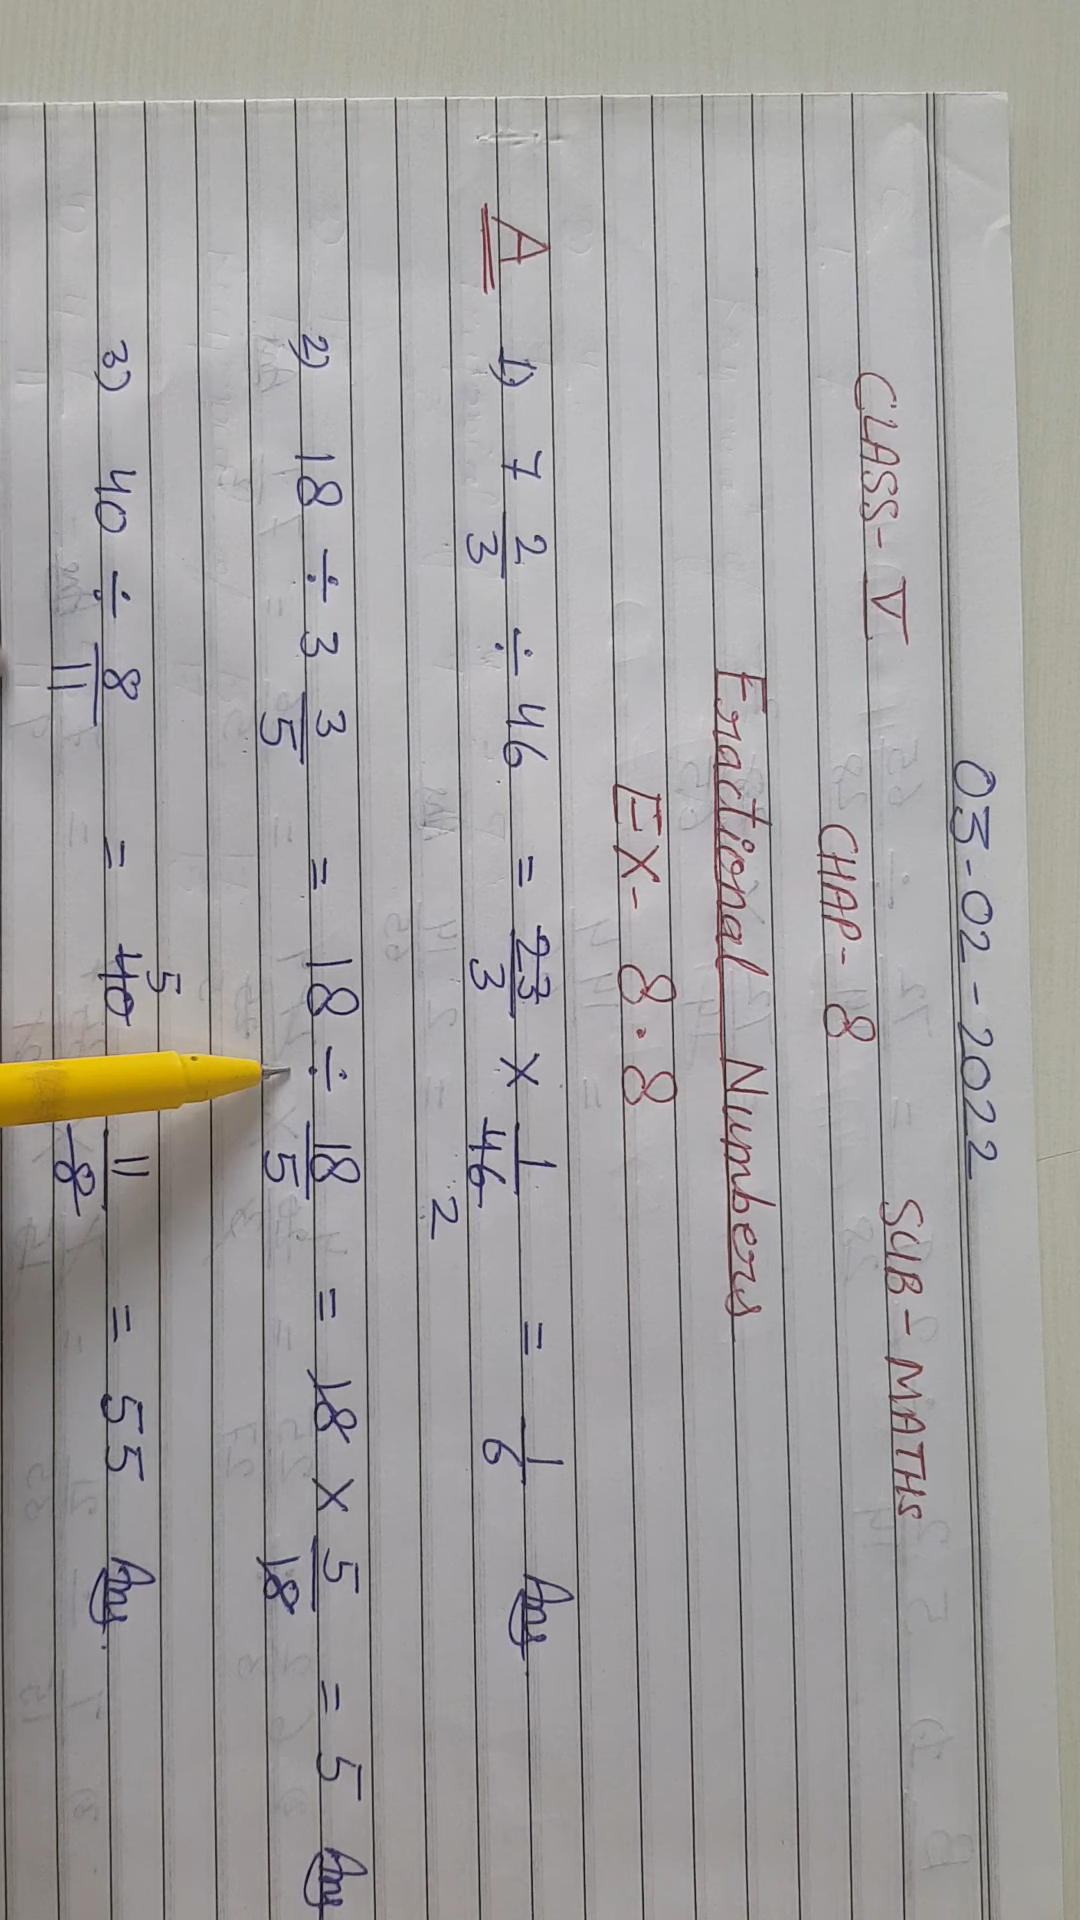 03-02-2022
CLASS-V CHAP-8 SUB-MATHS
Fractional Numbers
EX- 8.8
A 1) 7 2/3 ÷ 46 = 23/3 × 1/46 2 = 1/6 Ans.
2) 18 ÷ 3 3/5 = 18 ÷ 18/5 = 18 × 5/18 = 5 Ans
3) 40 ÷ 8/11 = 40 5 11/8 = 55 Ans.